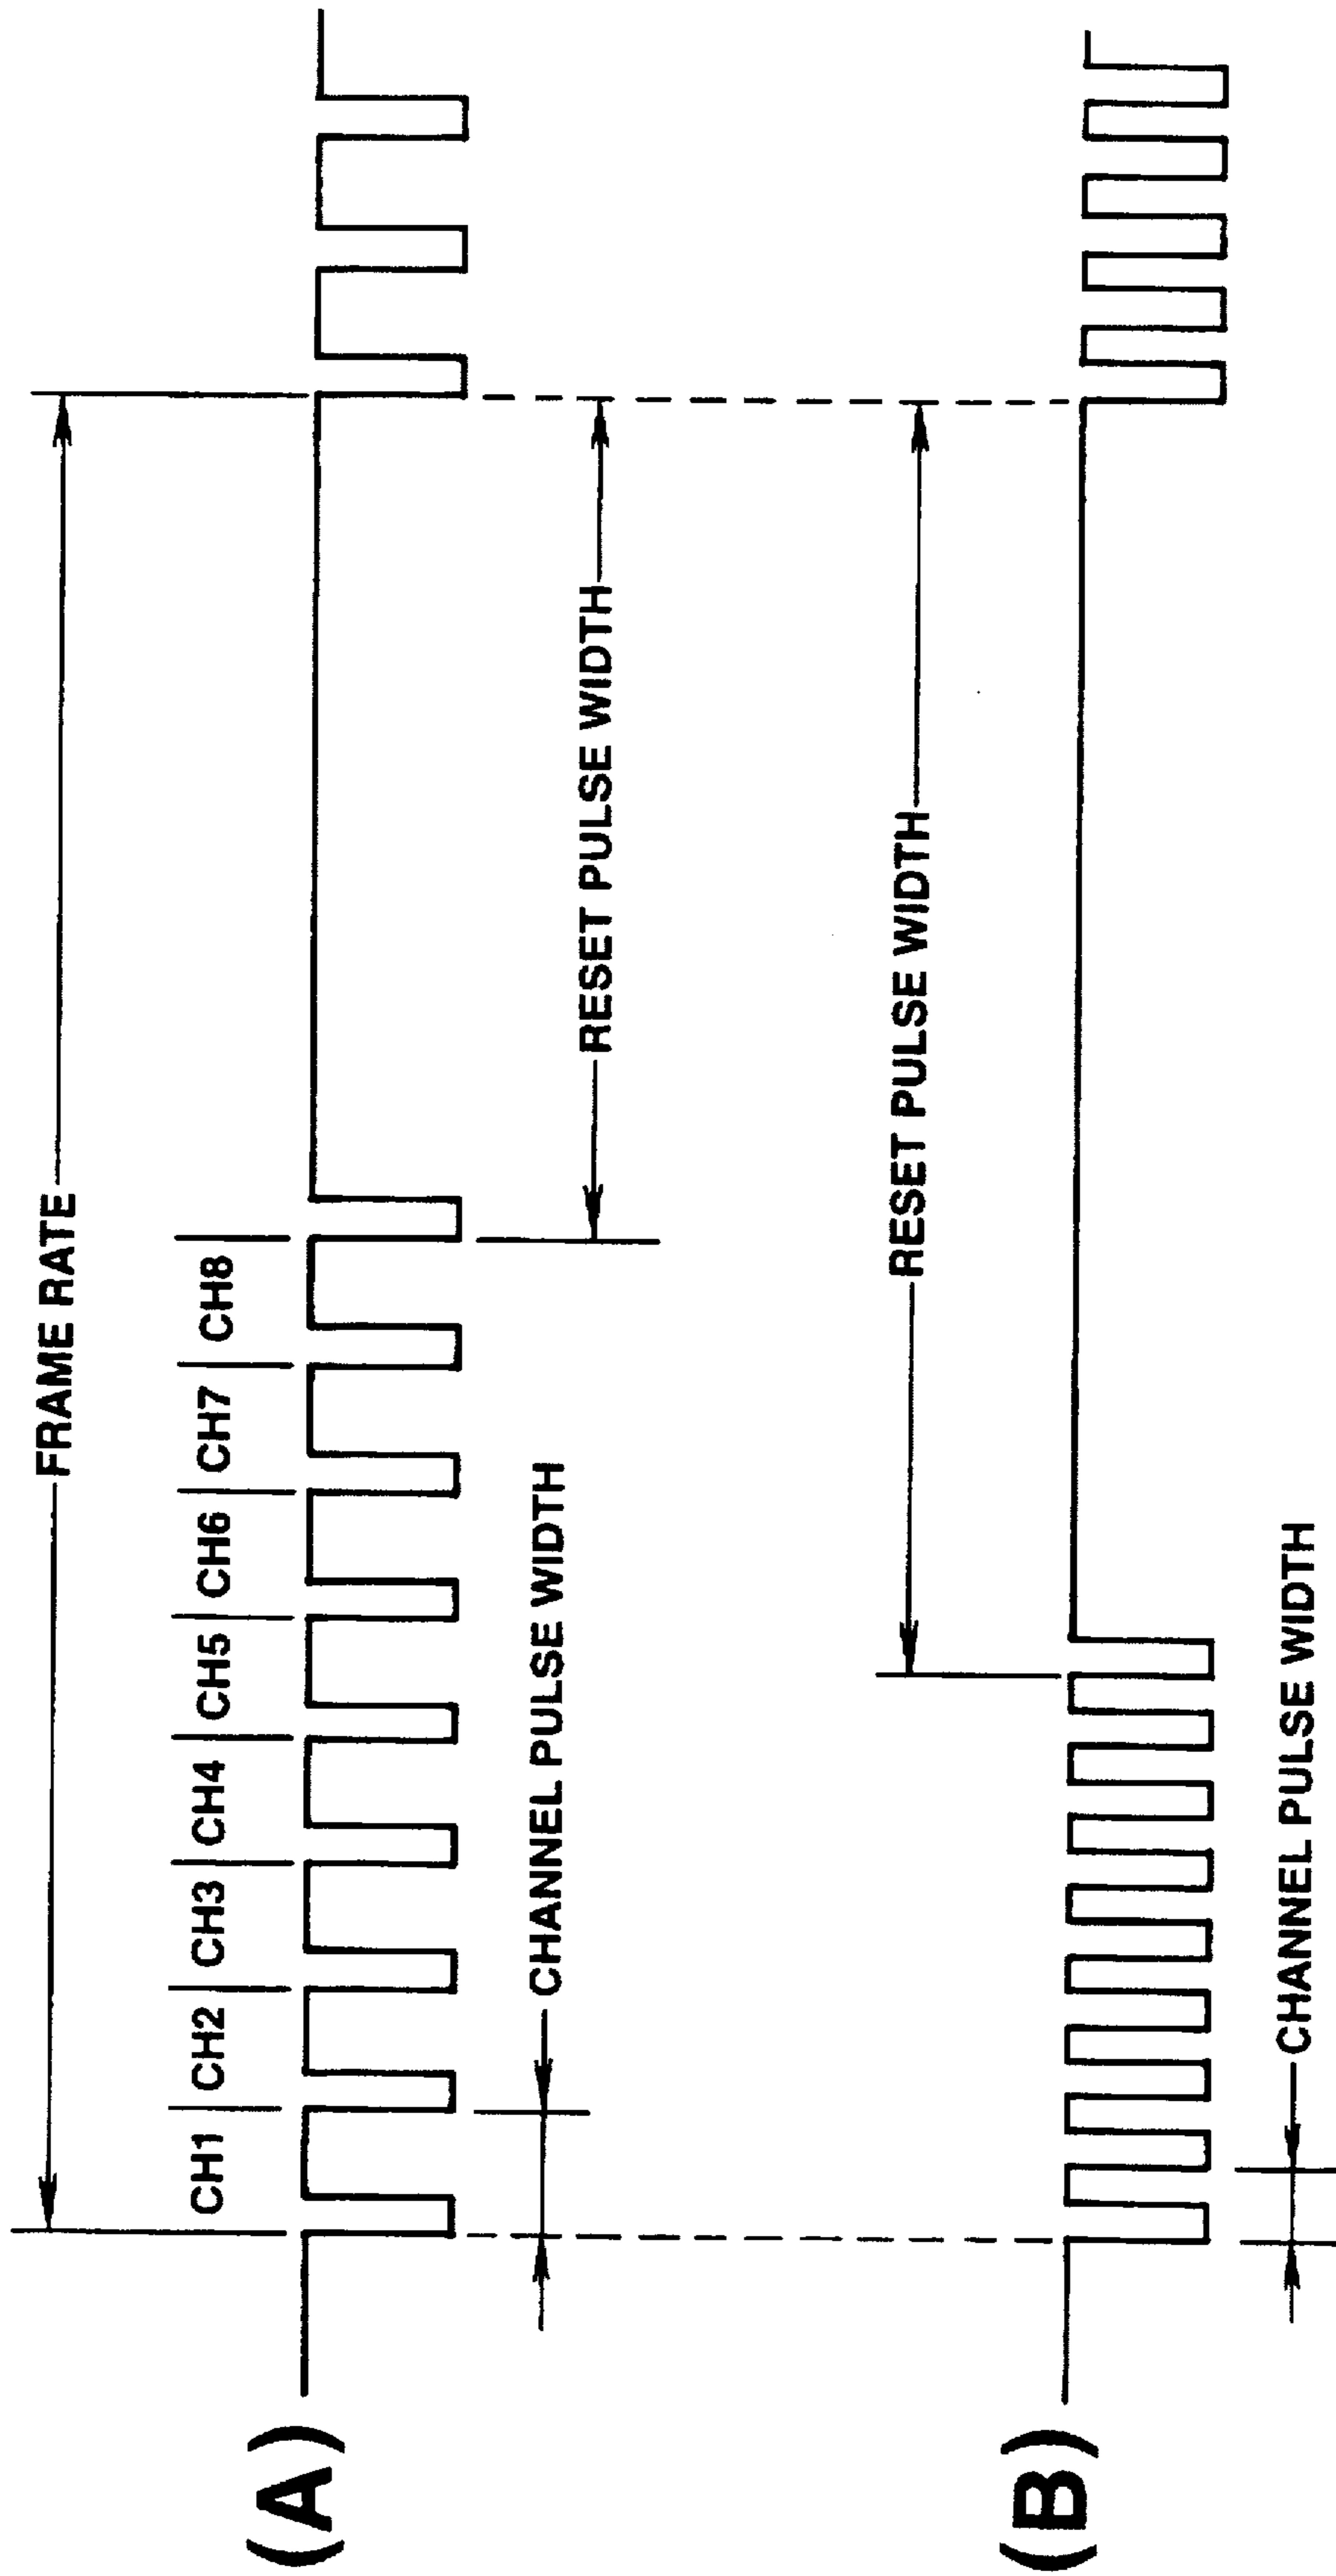 FRAME RATE
CH1 CH2 CH3 CH4 CH5 CH6 CH7 CH8
(A)
CHANNEL PULSE WIDTH
RESET PULSE WIDTH
RESET PULSE WIDTH
(B)
CHANNEL PULSE WIDTH